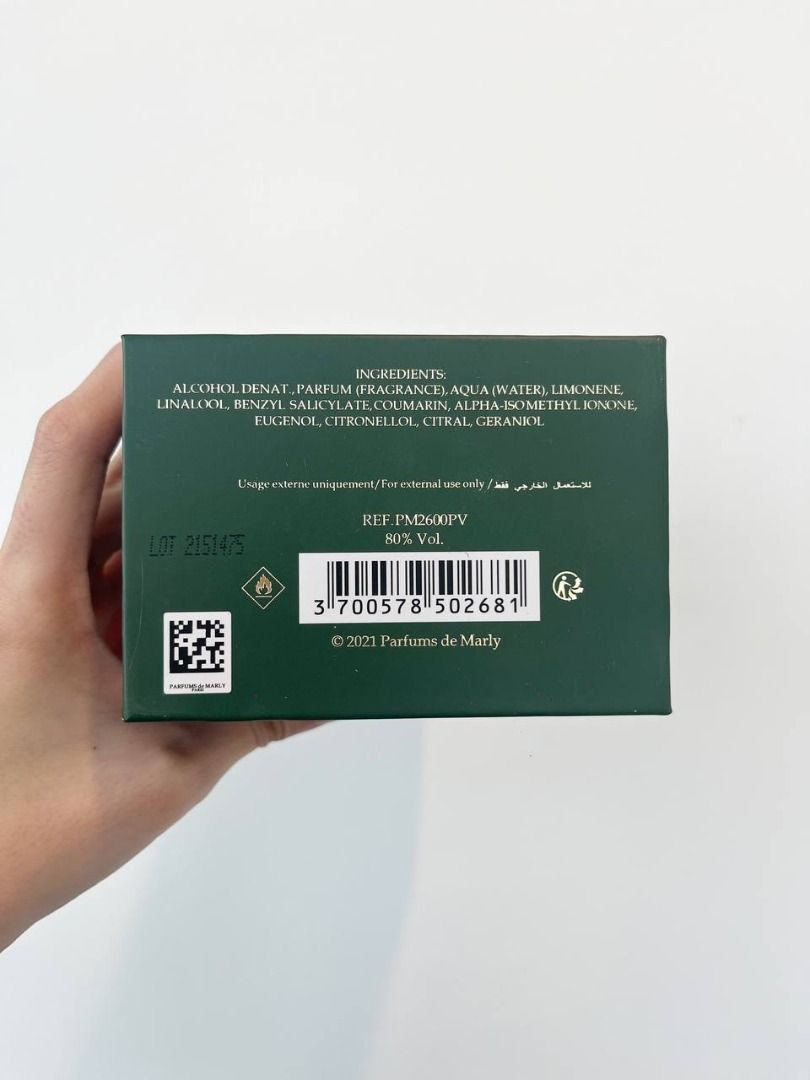 INGREDIENTS:
ALCOHOL DENAT., PARFUM (FRAGRANCE), AQUA (WATER), LIMONENE,
LINALOOL, BENZYL SALICYLATE, COUMARIN, ALPHA-ISOMETHYL IONONE,
EUGENOL, CITRONELLOL, CITRAL, GERANIOL
Usage externe uniquement/For external use only / للاستعمال الخارجي فقط
REF.PM2600PV
80% Vol.
LOT 2151475
3 700578 502681
© 2021 Parfums de Marly
PARFUMS de MARLY
PARIS